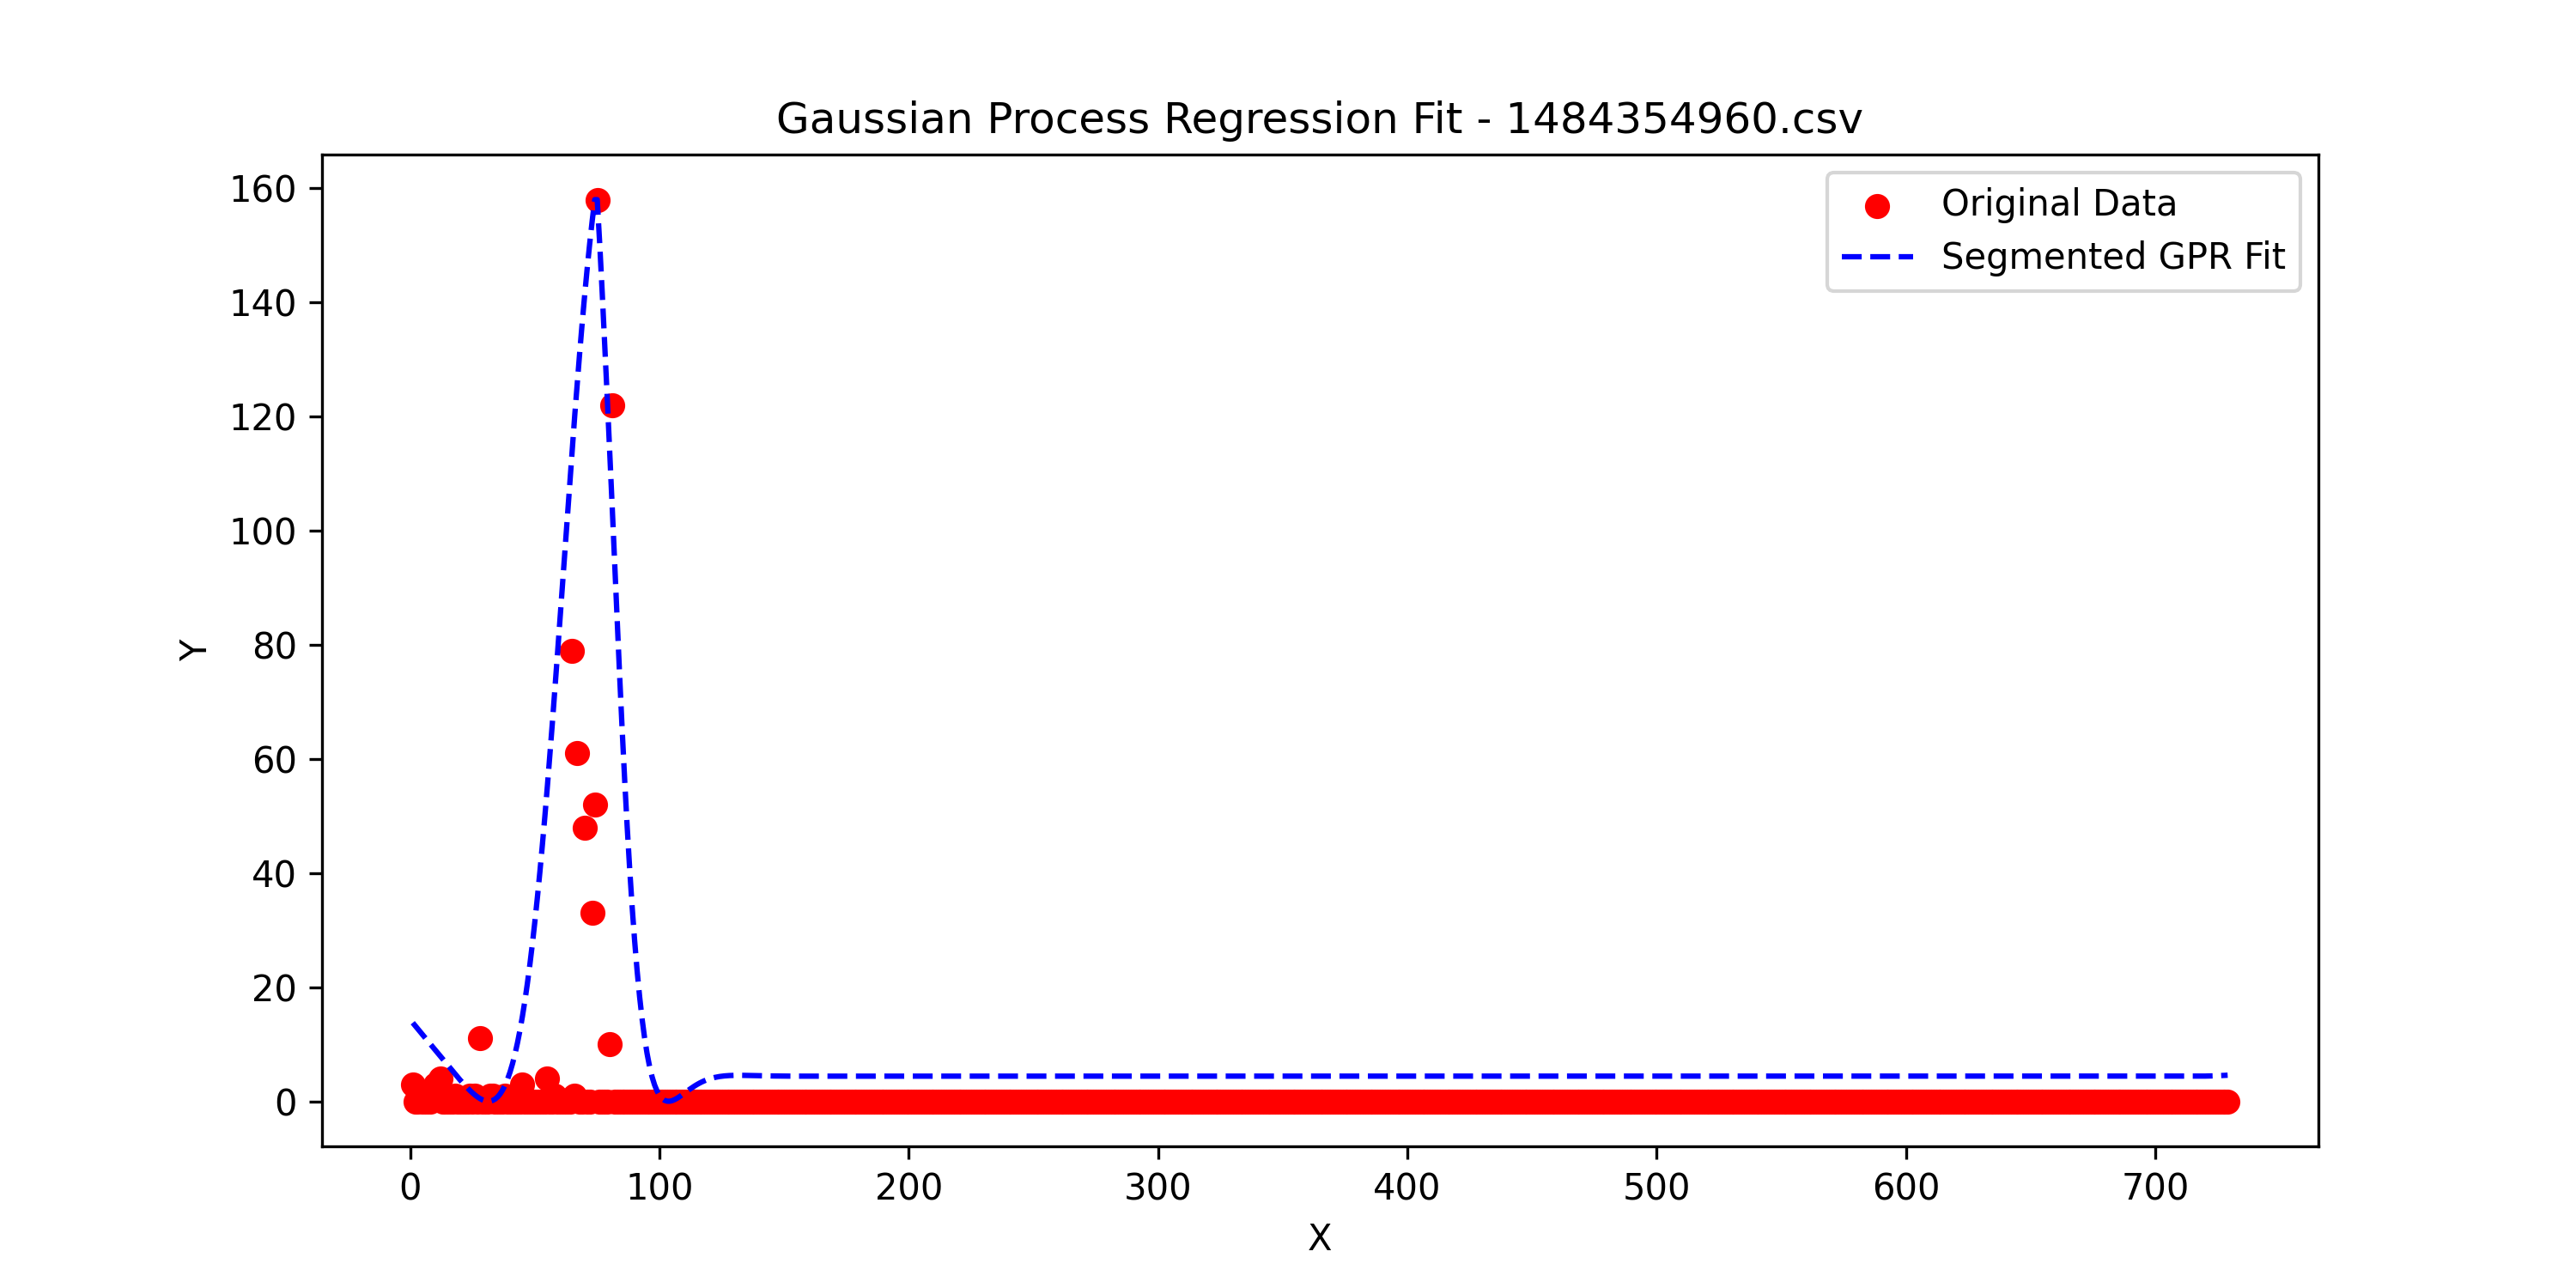 Gaussian Process Regression Fit - 1484354960.csv
Original Data
Segmented GPR Fit
160
140
120
100
80
60
40
20
0
Y
0 100 200 300 400 500 600 700
X